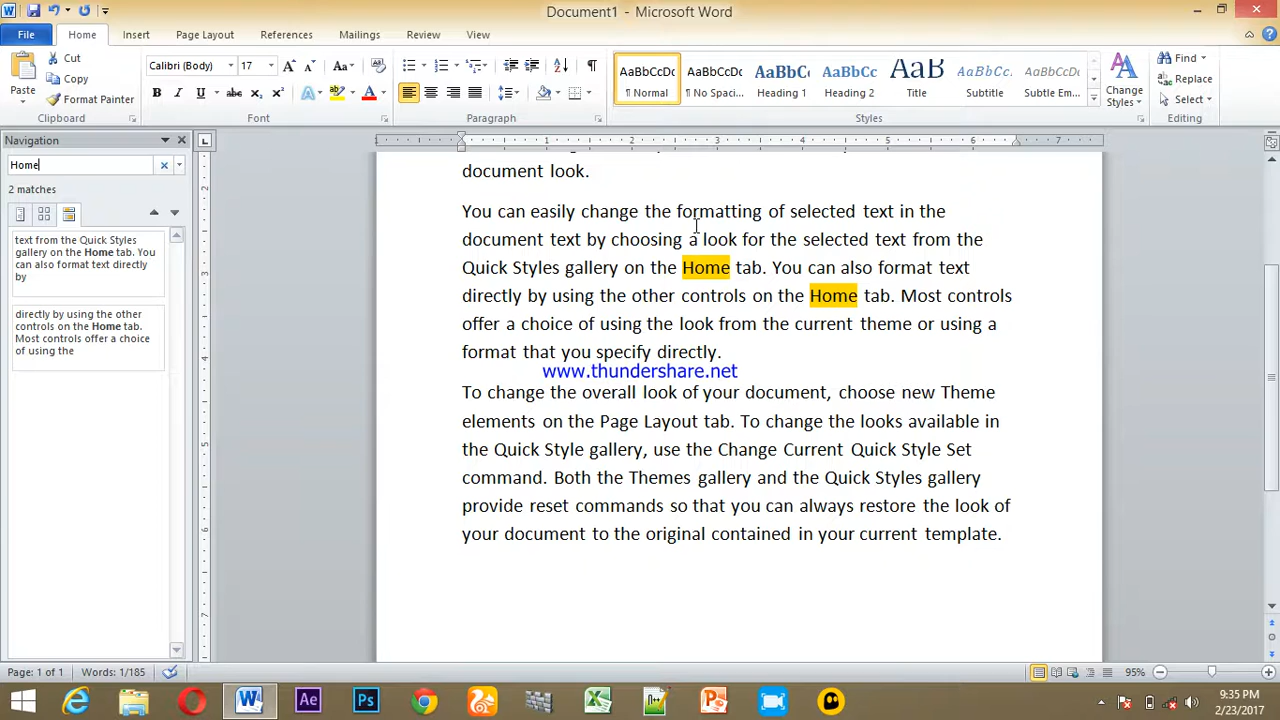 Document1 - Microsoft Word
File Home Insert Page Layout References Mailings Review View
Paste
Cut
Copy
Format Painter
Clipboard
Calibri (Body) 17
Aa
B I U abc x₂ x²
A A
Font
Paragraph
AaBbCcDc AaBbCcDc AaBbC( AaBbCc AaB AaBbCc. AaBbCcDc
¶ Normal ¶ No Spaci... Heading 1 Heading 2 Title Subtitle Subtle Em...
Styles
Change
Styles
Find
Replace
Select
Editing
Navigation
Home
2 matches
text from the Quick Styles
gallery on the Home tab. You
can also format text directly
by
directly by using the other
controls on the Home tab.
Most controls offer a choice
of using the
document look.
You can easily change the formatting of selected text in the
document text by choosing a look for the selected text from the
Quick Styles gallery on the Home tab. You can also format text
directly by using the other controls on the Home tab. Most controls
offer a choice of using the look from the current theme or using a
format that you specify directly.
www.thundershare.net
To change the overall look of your document, choose new Theme
elements on the Page Layout tab. To change the looks available in
the Quick Style gallery, use the Change Current Quick Style Set
command. Both the Themes gallery and the Quick Styles gallery
provide reset commands so that you can always restore the look of
your document to the original contained in your current template.
Page: 1 of 1 Words: 1/185
95%
W Ae Ps
9:35 PM
2/23/2017